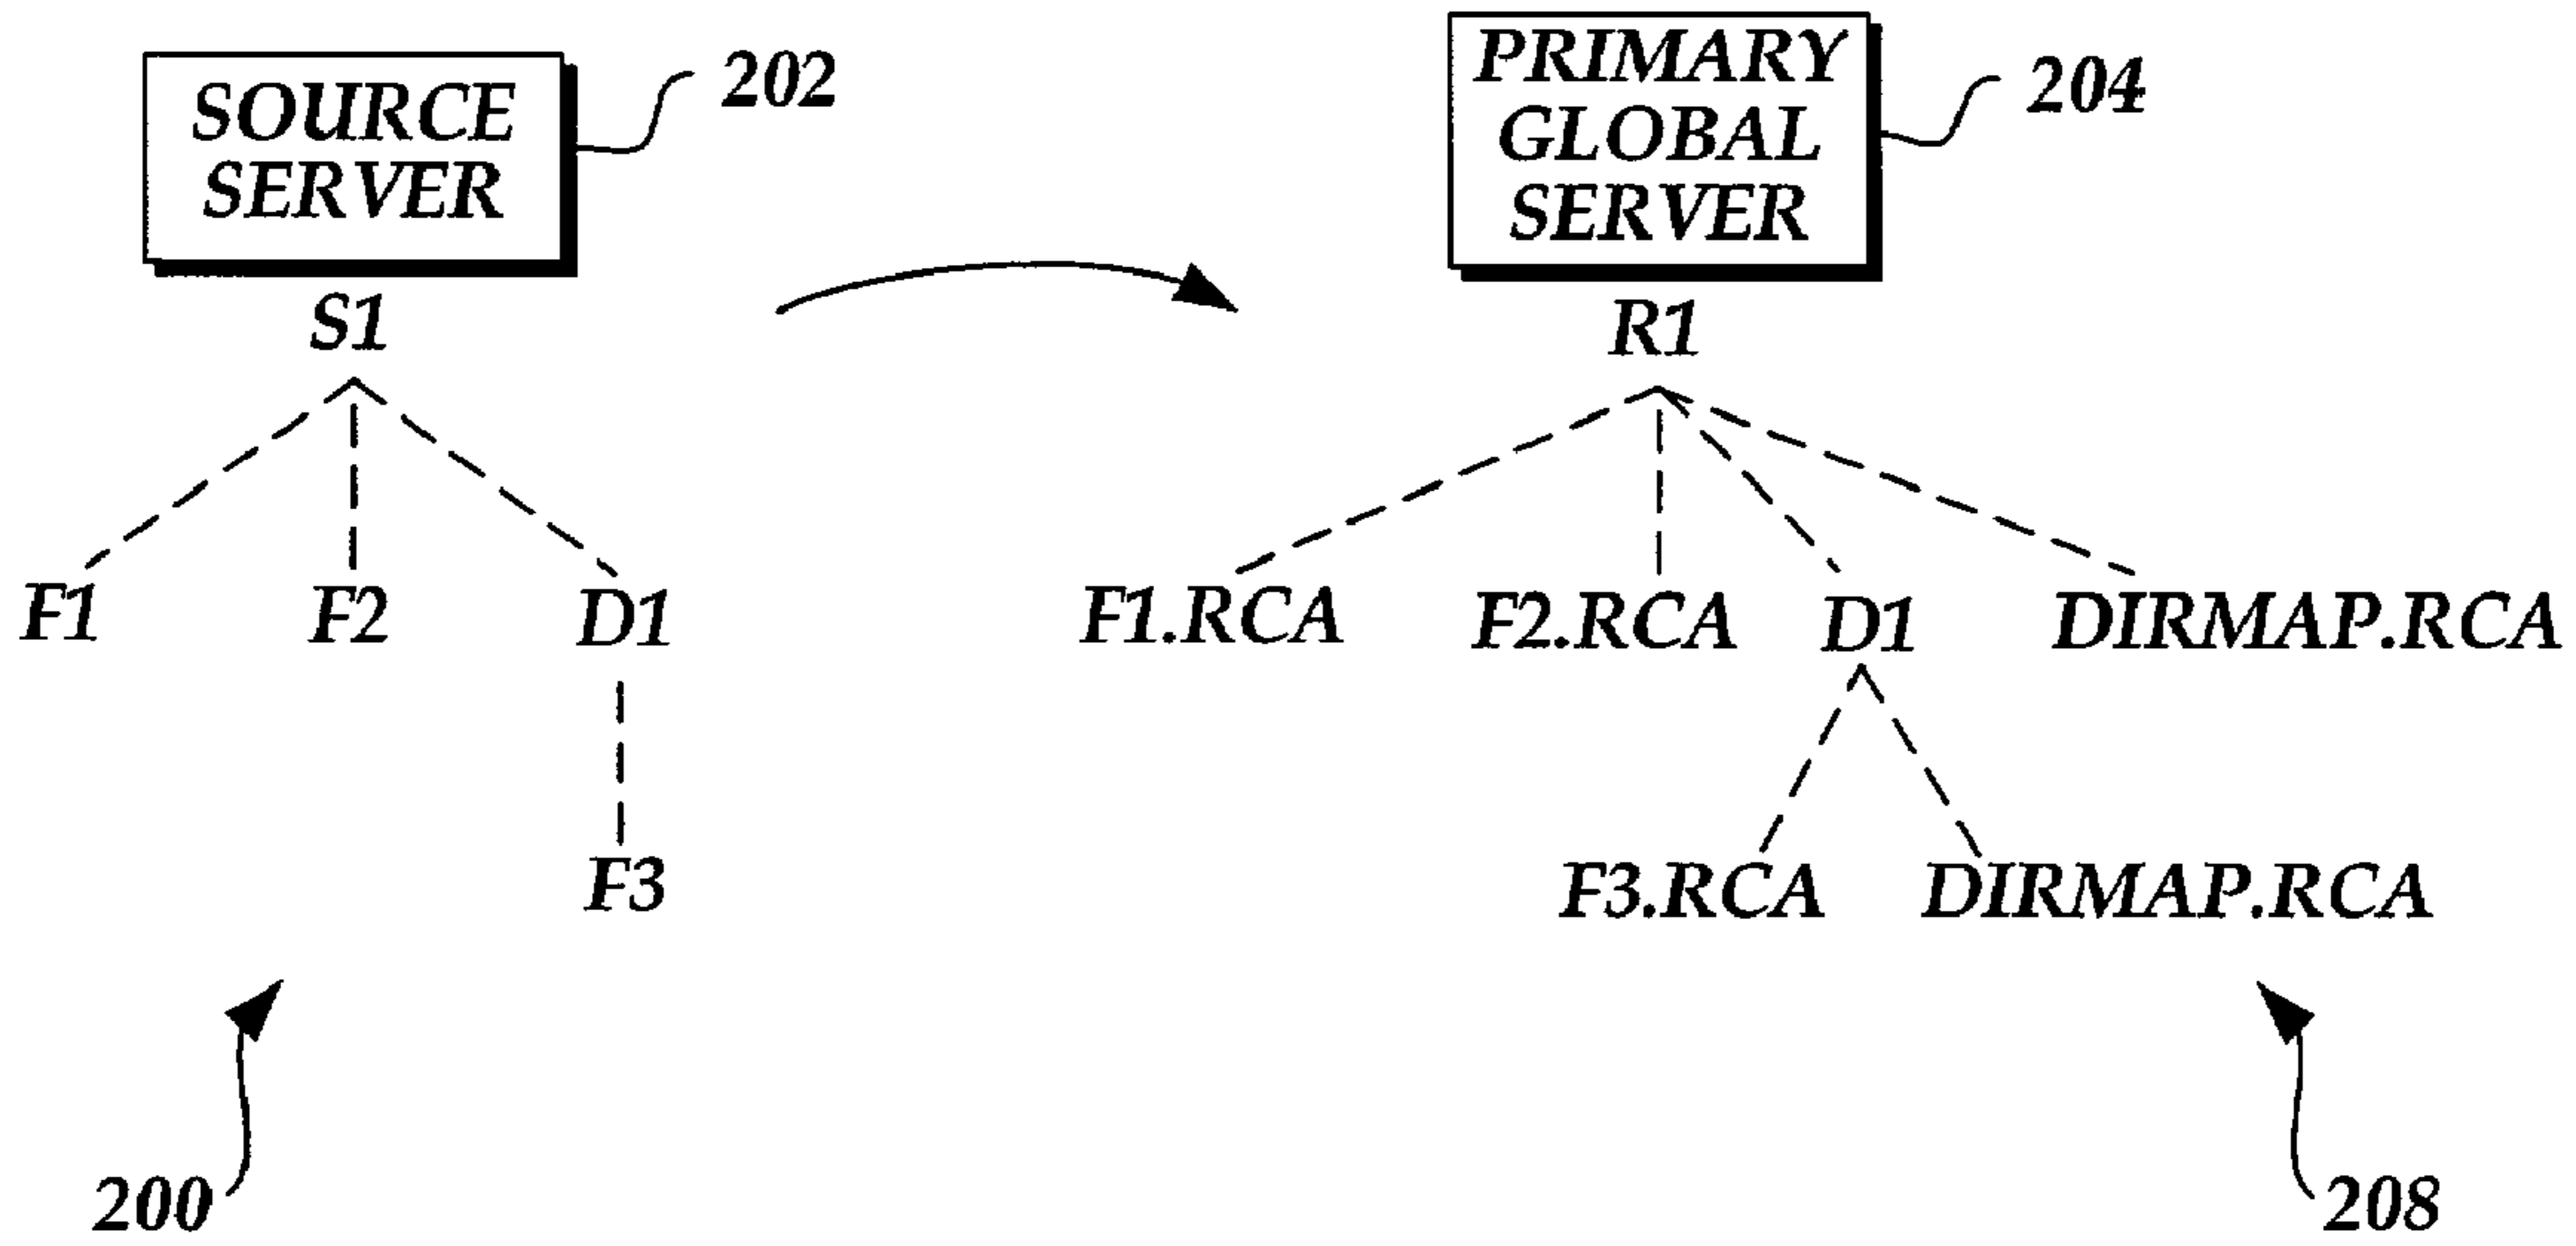 SOURCE
SERVER
202
PRIMARY
GLOBAL
SERVER
204
S1
R1
F1
F2
D1
F1.RCA
F2.RCA
D1
DIRMAP.RCA
F3
F3.RCA
DIRMAP.RCA
200
208